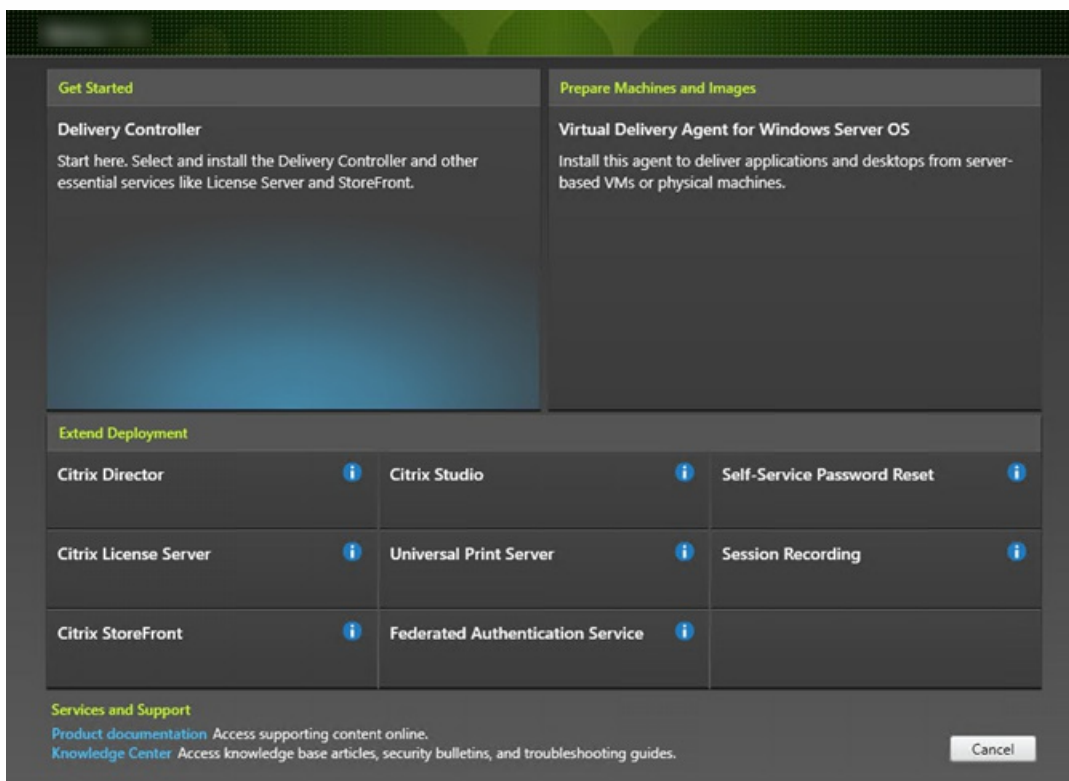 Get Started
Delivery Controller
Start here. Select and install the Delivery Controller and other
essential services like License Server and StoreFront.
Prepare Machines and Images
Virtual Delivery Agent for Windows Server OS
Install this agent to deliver applications and desktops from server-
based VMs or physical machines.
Extend Deployment
Citrix Director
Citrix Studio
Self-Service Password Reset
Citrix License Server
Universal Print Server
Session Recording
Citrix StoreFront
Federated Authentication Service
Services and Support
Product documentation Access supporting content online.
Knowledge Center Access knowledge base articles, security bulletins, and troubleshooting guides.
Cancel